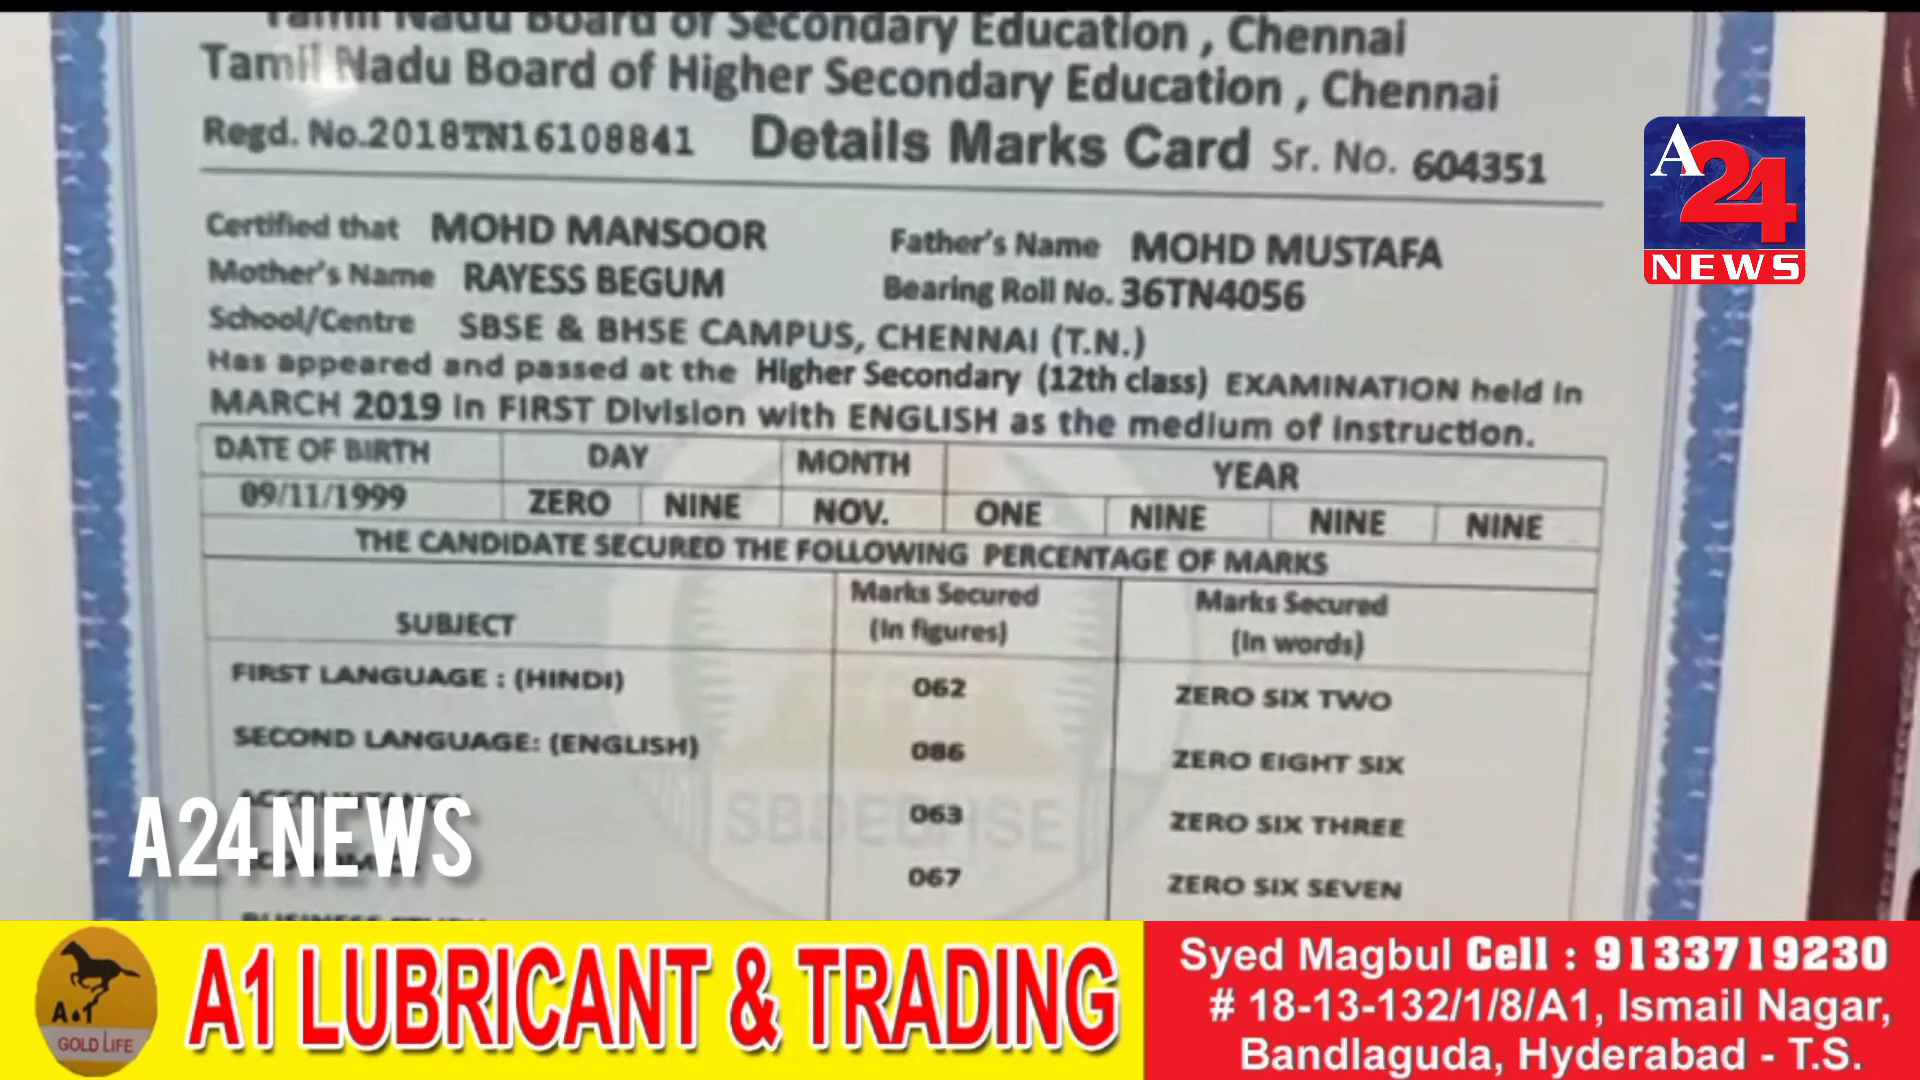 Tamil Nadu Board of Secondary Education , Chennai
Tamil Nadu Board of Higher Secondary Education , Chennai
Regd. No.2018TN16108841 Details Marks Card Sr. No. 604351
A24
NEWS
Certified that MOHD MANSOOR Father's Name MOHD MUSTAFA
Mother's Name RAYESS BEGUM Bearing Roll No. 36TN4056
School/Centre SBSE & BHSE CAMPUS, CHENNAI (T.N.)
Has appeared and passed at the Higher Secondary (12th class) EXAMINATION held in
MARCH 2019 in FIRST Division with ENGLISH as the medium of instruction.
DATE OF BIRTH DAY MONTH YEAR
09/11/1999 ZERO NINE NOV. ONE NINE NINE NINE
THE CANDIDATE SECURED THE FOLLOWING PERCENTAGE OF MARKS
SUBJECT Marks Secured (In figures) Marks Secured (In words)
FIRST LANGUAGE : (HINDI) 062 ZERO SIX TWO
SECOND LANGUAGE: (ENGLISH) 086 ZERO EIGHT SIX
063 ZERO SIX THREE
067 ZERO SIX SEVEN
A24 NEWS
A1
GOLD LIFE
A1 LUBRICANT & TRADING
Syed Magbul Cell : 9133719230
# 18-13-132/1/8/A1, Ismail Nagar,
Bandlaguda, Hyderabad - T.S.